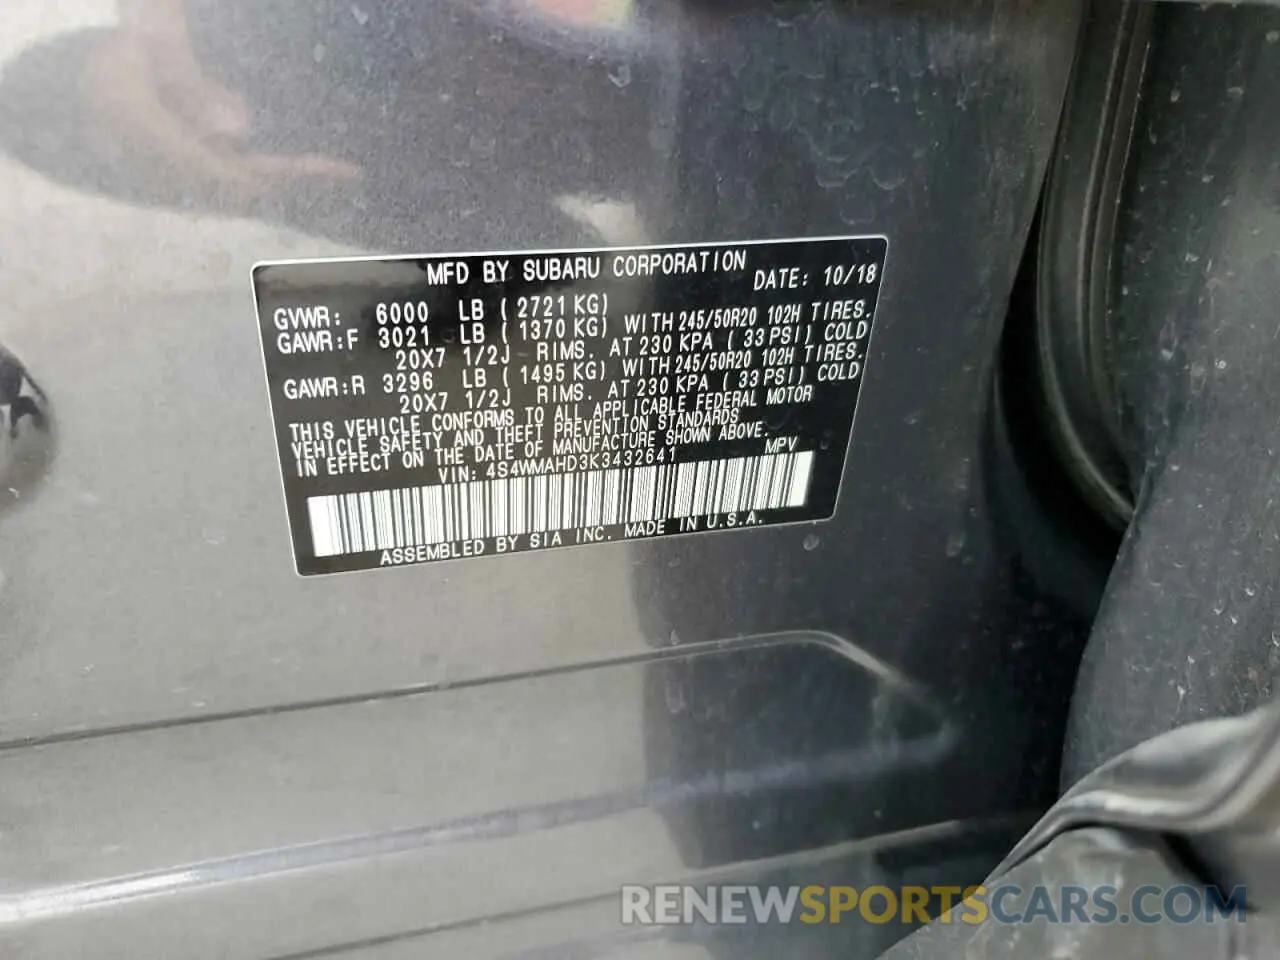 MFD BY SUBARU CORPORATION
DATE: 10/18
GVWR: 6000 LB ( 2721 KG)
GAWR:F 3021 LB ( 1370 KG) WITH 245/50R20 102H TIRES.
20X7 1/2J RIMS. AT 230 KPA ( 33 PSI) COLD
GAWR:R 3296 LB ( 1495 KG) WITH 245/50R20 102H TIRES.
20X7 1/2J RIMS. AT 230 KPA ( 33 PSI) COLD
THIS VEHICLE CONFORMS TO ALL APPLICABLE FEDERAL MOTOR
VEHICLE SAFETY AND THEFT PREVENTION STANDARDS
IN EFFECT ON THE DATE OF MANUFACTURE SHOWN ABOVE.
VIN: 4S4WMAHD3K3432641 MPV
ASSEMBLED BY SIA INC. MADE IN U.S.A.
RENEWSPORTSCARS.COM